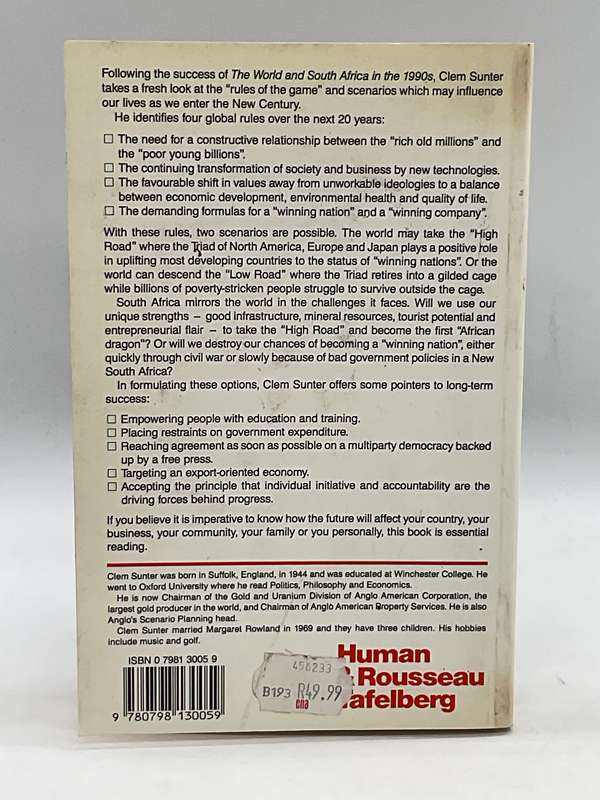 Following the success of The World and South Africa in the 1990s, Clem Sunter
takes a fresh look at the “rules of the game” and scenarios which may influence
our lives as we enter the New Century.
He identifies four global rules over the next 20 years:
☐ The need for a constructive relationship between the “rich old millions” and
the “poor young billions”.
☐ The continuing transformation of society and business by new technologies.
☐ The favourable shift in values away from unworkable ideologies to a balance
between economic development, environmental health and quality of life.
☐ The demanding formulas for a “winning nation” and a “winning company”.
With these rules, two scenarios are possible. The world may take the “High
Road” where the Triad of North America, Europe and Japan plays a positive role
in uplifting most developing countries to the status of “winning nations”. Or the
world can descend the “Low Road” where the Triad retires into a gilded cage
while billions of poverty-stricken people struggle to survive outside the cage.
South Africa mirrors the world in the challenges it faces. Will we use our
unique strengths – good infrastructure, mineral resources, tourist potential and
entrepreneurial flair – to take the “High Road” and become the first “African
dragon”? Or will we destroy our chances of becoming a “winning nation”, either
quickly through civil war or slowly because of bad government policies in a New
South Africa?
In formulating these options, Clem Sunter offers some pointers to long-term
success:
☐ Empowering people with education and training.
☐ Placing restraints on government expenditure.
☐ Reaching agreement as soon as possible on a multiparty democracy backed
up by a free press.
☐ Targeting an export-oriented economy.
☐ Accepting the principle that individual initiative and accountability are the
driving forces behind progress.
If you believe it is imperative to know how the future will affect your country, your
business, your community, your family or you personally, this book is essential
reading.
Clem Sunter was born in Suffolk, England, in 1944 and was educated at Winchester College. He
went to Oxford University where he read Politics, Philosophy and Economics.
He is now Chairman of the Gold and Uranium Division of Anglo American Corporation, the
largest gold producer in the world, and Chairman of Anglo American Property Services. He is also
Anglo's Scenario Planning head.
Clem Sunter married Margaret Rowland in 1969 and they have three children. His hobbies
include music and golf.
ISBN 0 7981 3005 9
9 780798 130059
456233
B193 R49.99
cna
Human
Rousseau
Tafelberg